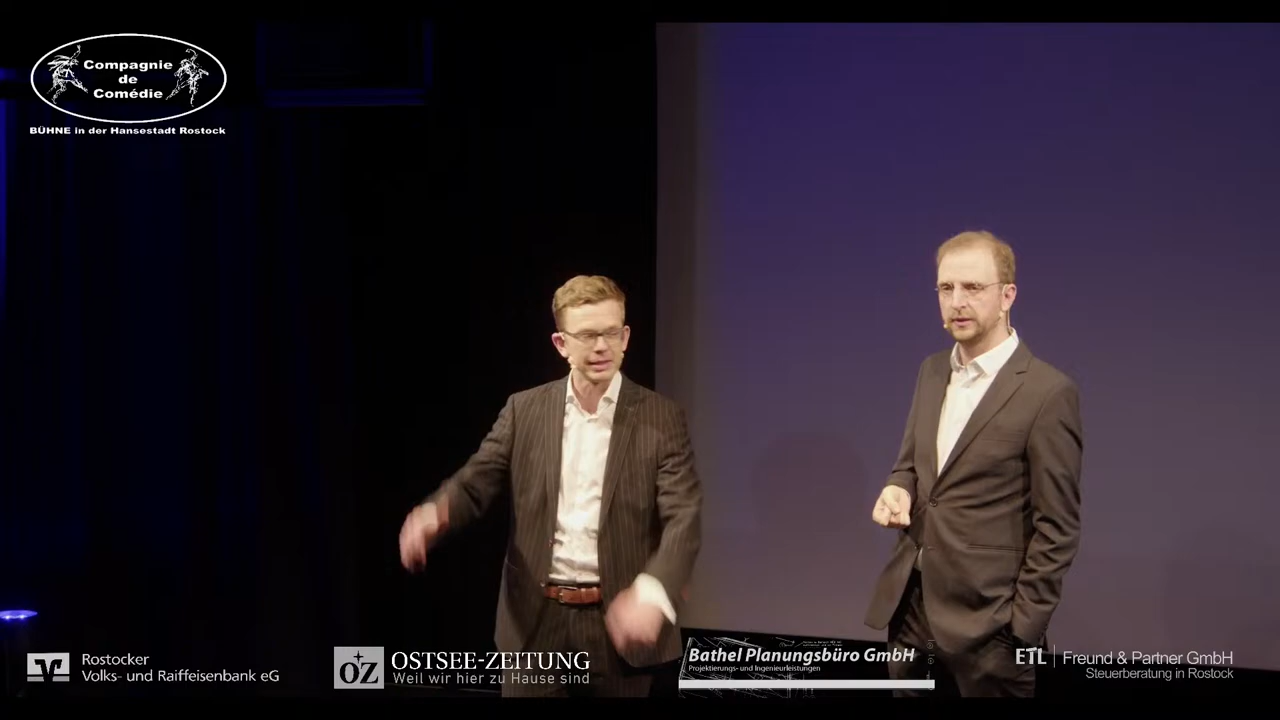 Compagnie
de
Comédie
BÜHNE in der Hansestadt Rostock
Rostocker
Volks- und Raiffeisenbank eG
OZ
OSTSEE-ZEITUNG
Weil wir hier zu Hause sind
Bathel Planungsbüro GmbH
Projektierungs- und Ingenieurleistungen
ETL
Freund & Partner GmbH
Steuerberatung in Rostock